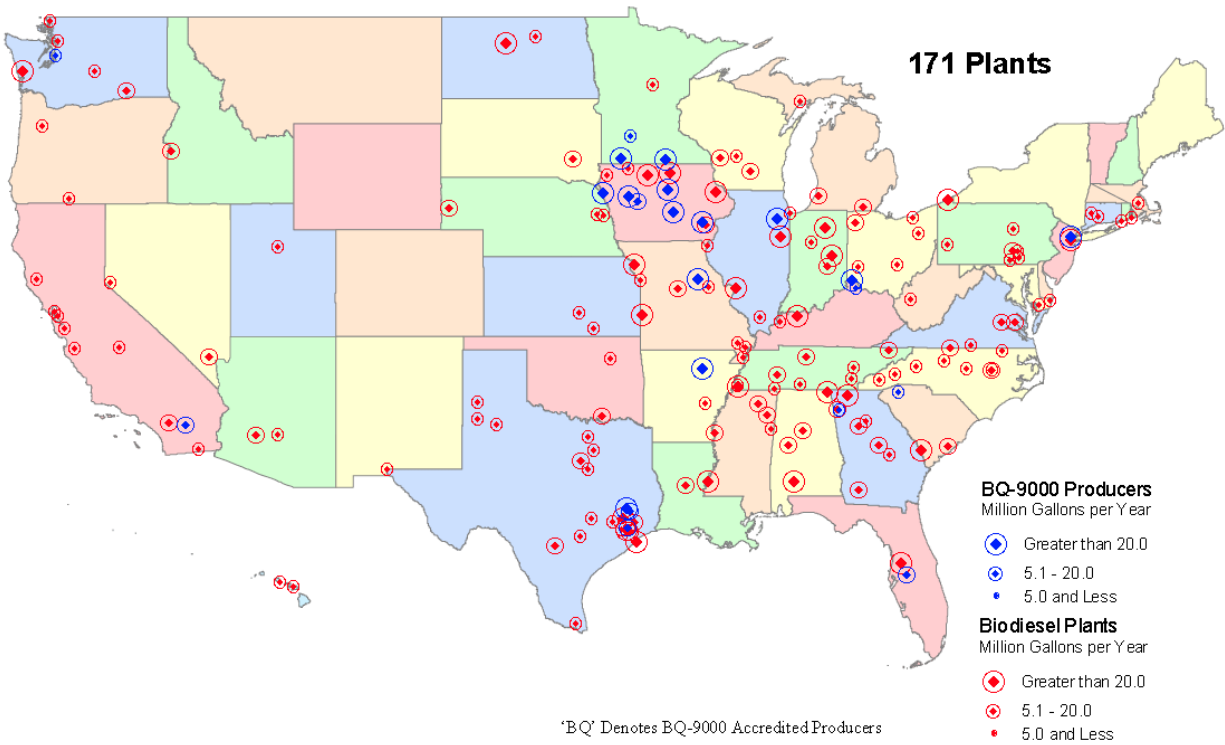 171 Plants
BQ-9000 Producers
Million Gallons per Year
Greater than 20.0
5.1 - 20.0
5.0 and Less
Biodiesel Plants
Million Gallons per Year
Greater than 20.0
5.1 - 20.0
5.0 and Less
'BQ' Denotes BQ-9000 Accredited Producers